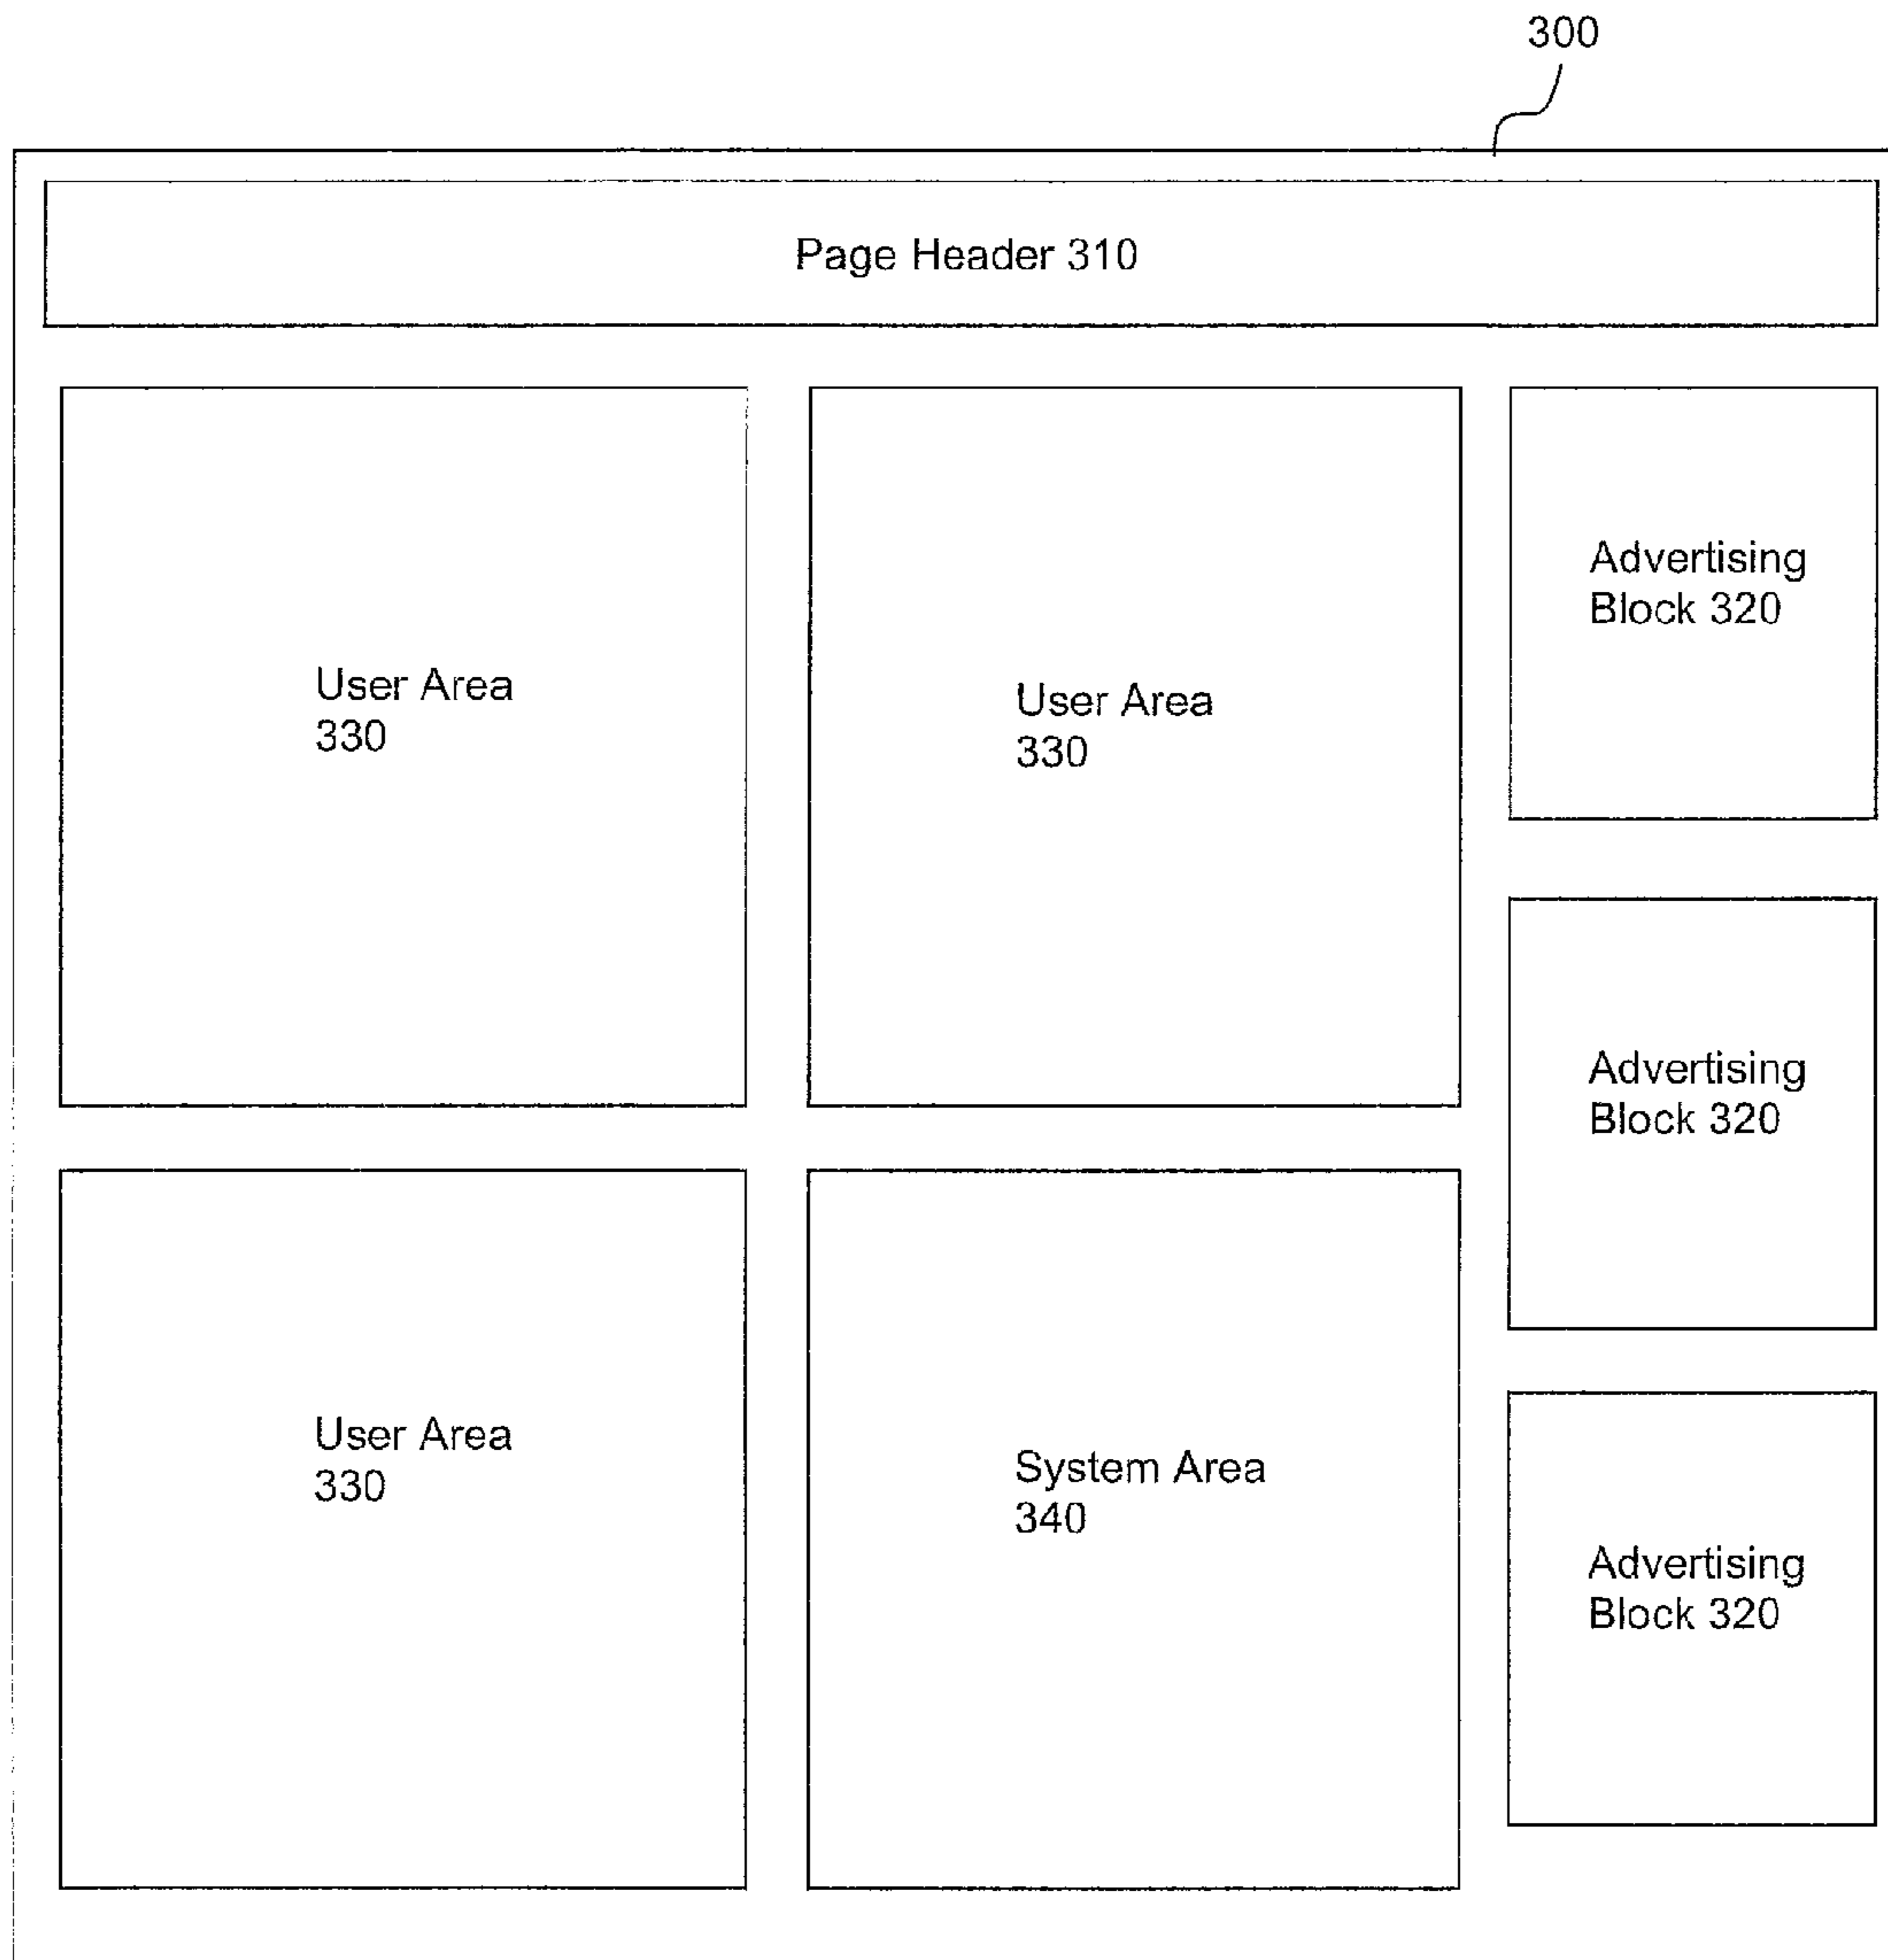 300
Page Header 310
User Area
330
User Area
330
Advertising
Block 320
Advertising
Block 320
User Area
330
System Area
340
Advertising
Block 320